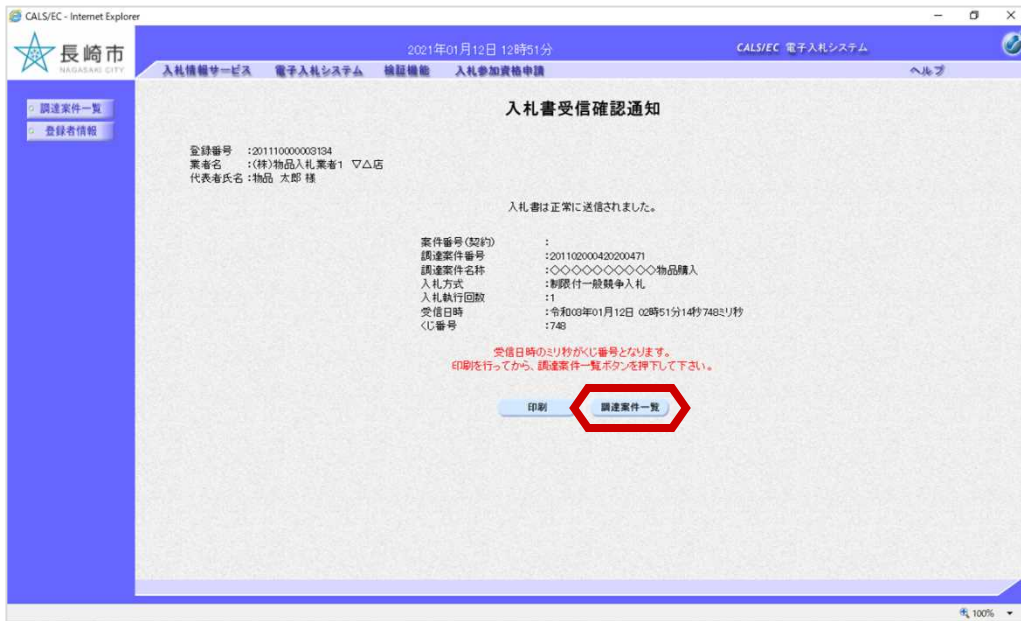 CALS/EC - Internet Explorer
長崎市
NAGASAKI CITY
2021年01月12日 12時51分
CALS/EC 電子入札システム
入札情報サービス 電子入札システム 検証機能 入札参加資格申請 ヘルプ
調達案件一覧
登録者情報
入札書受信確認通知
登録番号 :201110000003134
業者名 :(株)物品入札業者1 ▽△店
代表者氏名 :物品 太郎 様
入札書は正常に送信されました。
案件番号(契約) :
調達案件番号 :201102000420200471
調達案件名称 :◇◇◇◇◇◇◇◇◇◇物品購入
入札方式 :制限付一般競争入札
入札執行回数 :1
受信日時 :令和03年01月12日 02時51分14秒748ミリ秒
くじ番号 :748
受信日時のミリ秒がくじ番号となります。
印刷を行ってから、調達案件一覧ボタンを押下して下さい。
印刷 調達案件一覧
100%